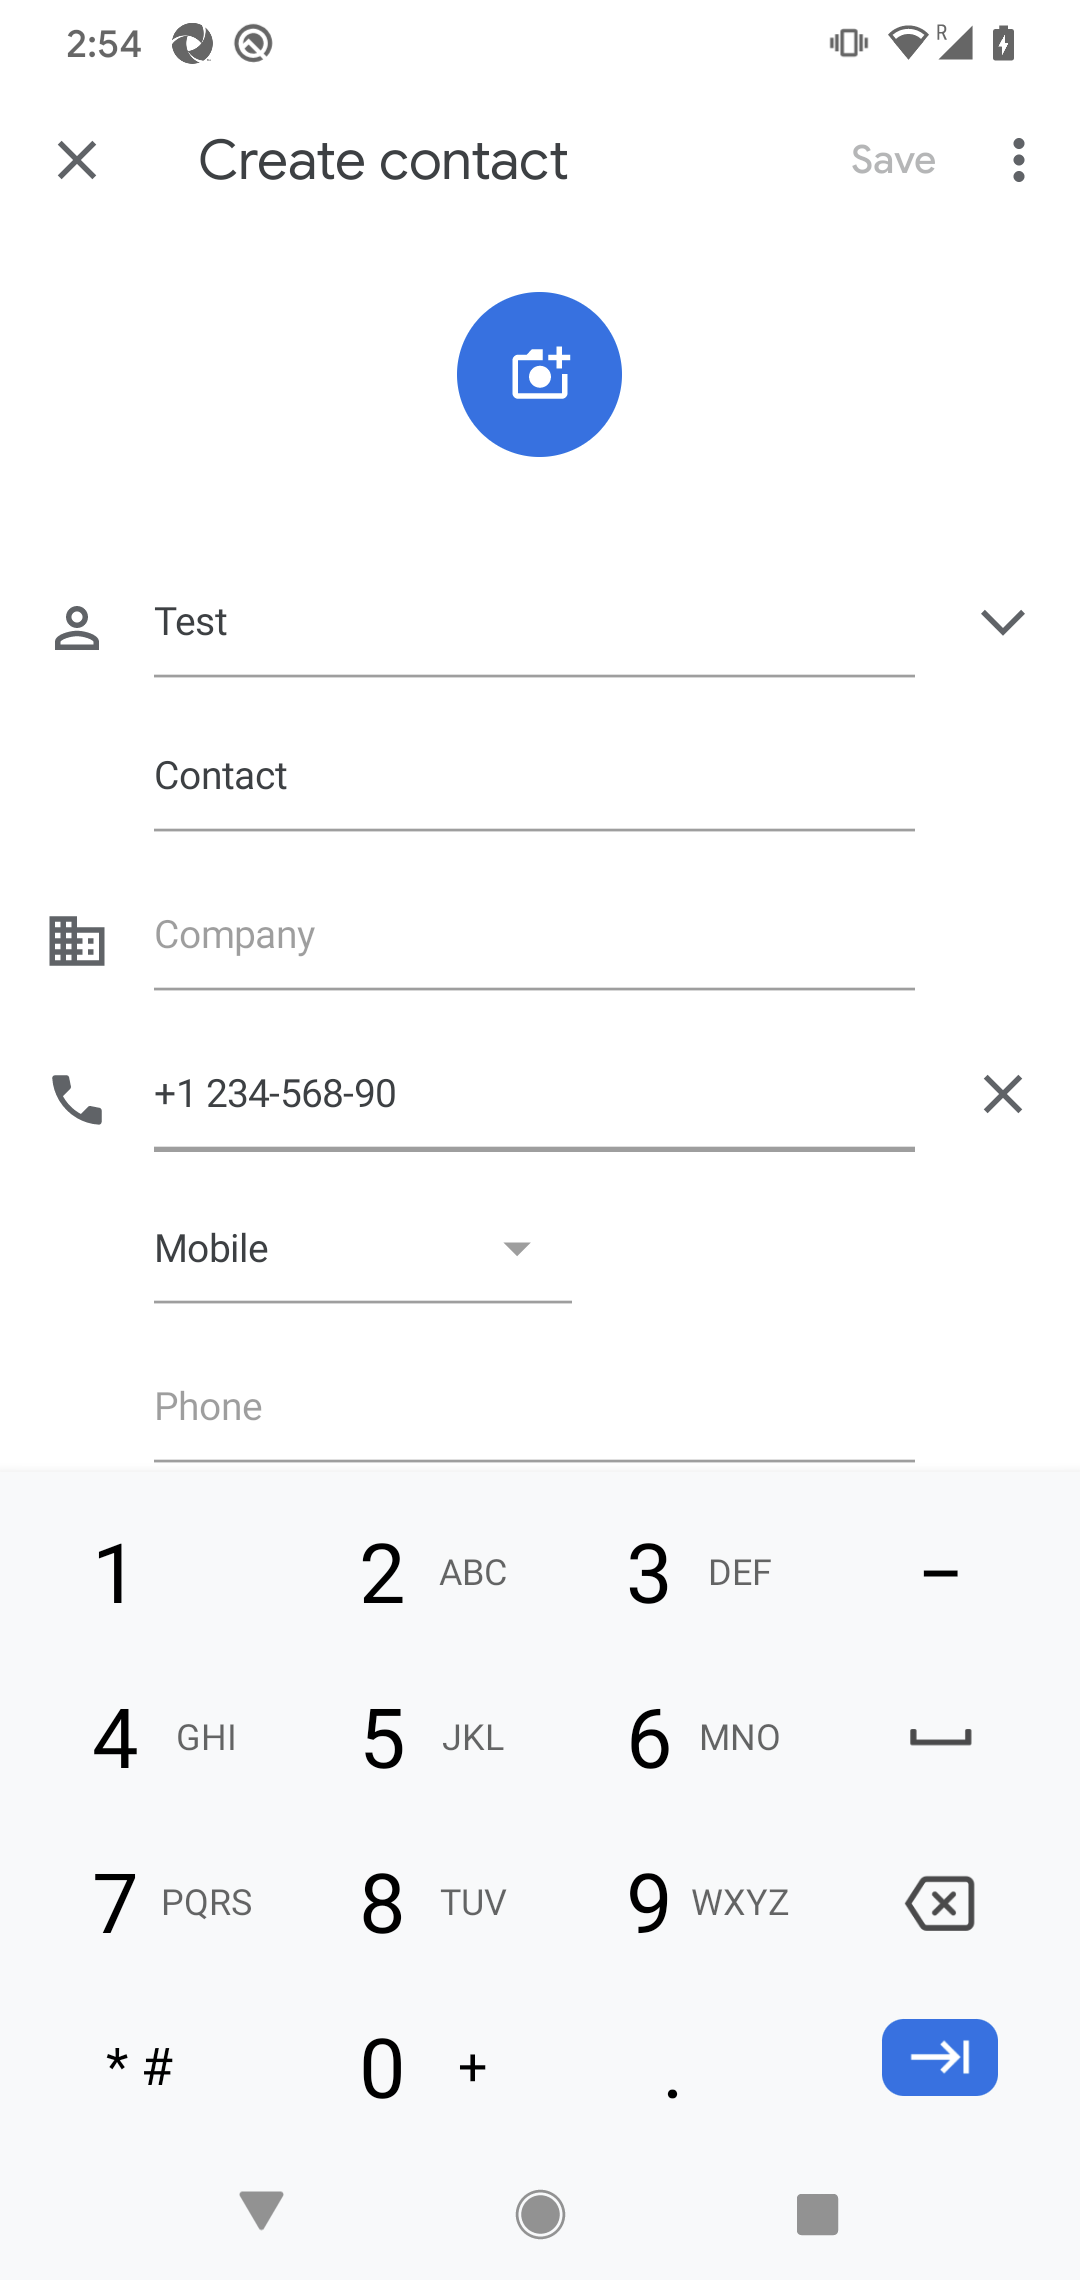 2:54
R
Create contact
Save
Test
Contact
Company
+1 234-568-90
Mobile
Phone
1
2 ABC
3 DEF
–
4 GHI
5 JKL
6 MNO
7 PQRS
8 TUV
9 WXYZ
* #
0 +
.